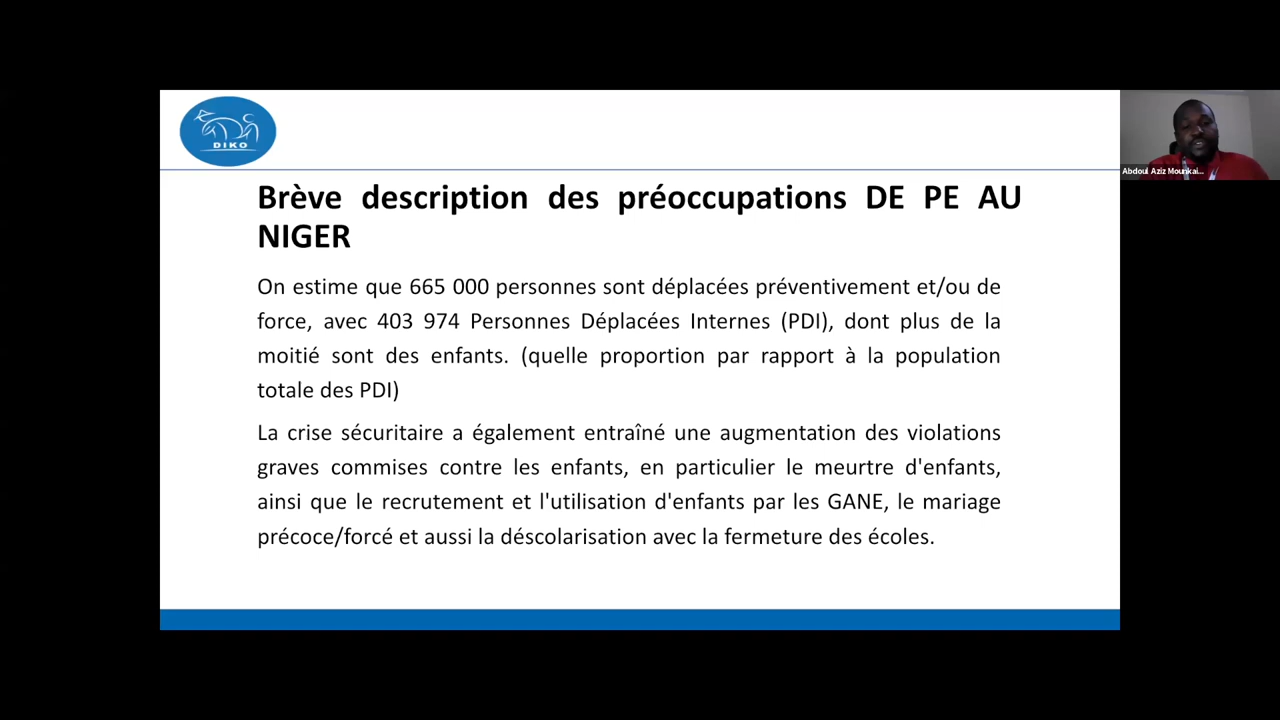 DIKO
Abdoul Aziz Mounkai...
Brève description des préoccupations DE PE AU
NIGER
On estime que 665 000 personnes sont déplacées préventivement et/ou de
force, avec 403 974 Personnes Déplacées Internes (PDI), dont plus de la
moitié sont des enfants. (quelle proportion par rapport à la population
totale des PDI)
La crise sécuritaire a également entraîné une augmentation des violations
graves commises contre les enfants, en particulier le meurtre d'enfants,
ainsi que le recrutement et l'utilisation d'enfants par les GANE, le mariage
précoce/forcé et aussi la déscolarisation avec la fermeture des écoles.